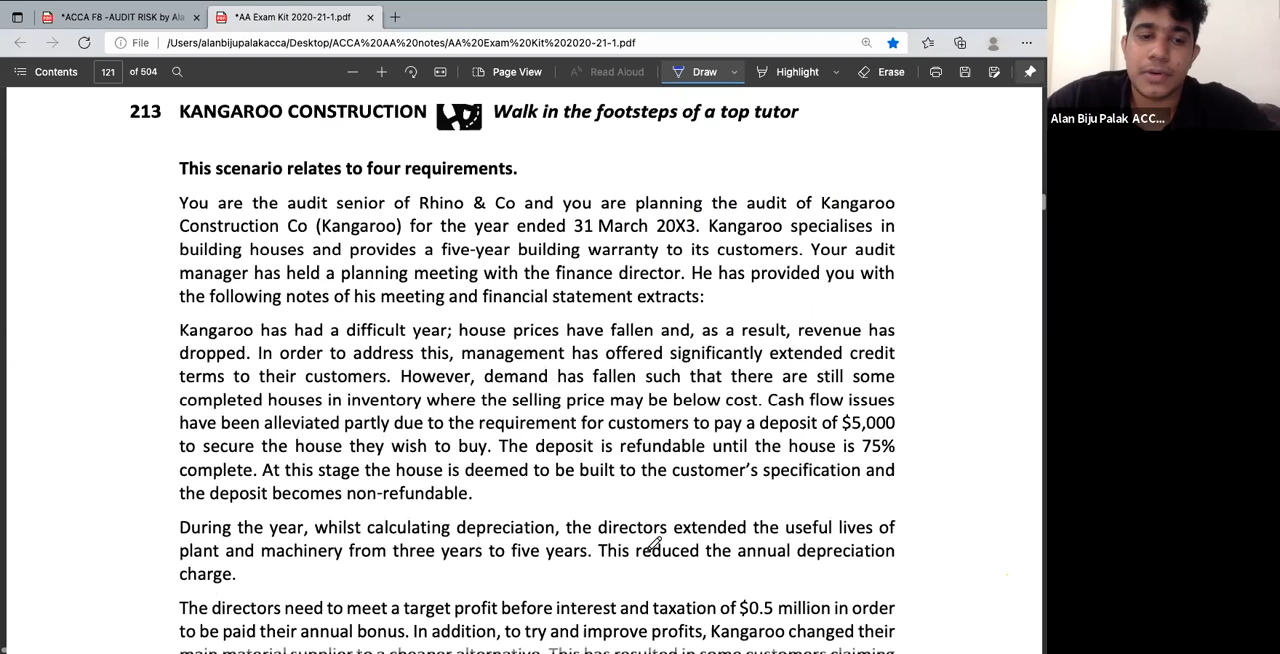 *ACCA F8 -AUDIT RISK by Ala
*AA Exam Kit 2020-21-1.pdf
File
/Users/alanbijupalakacca/Desktop/ACCA%20AA%20notes/AA%20Exam%20Kit%202020-21-1.pdf
Contents
121
of 504
Page View
Read Aloud
Draw
Highlight
Erase
Alan Biju Palak ACC...
213 KANGAROO CONSTRUCTION Walk in the footsteps of a top tutor
This scenario relates to four requirements.
You are the audit senior of Rhino & Co and you are planning the audit of Kangaroo
Construction Co (Kangaroo) for the year ended 31 March 20X3. Kangaroo specialises in
building houses and provides a five-year building warranty to its customers. Your audit
manager has held a planning meeting with the finance director. He has provided you with
the following notes of his meeting and financial statement extracts:
Kangaroo has had a difficult year; house prices have fallen and, as a result, revenue has
dropped. In order to address this, management has offered significantly extended credit
terms to their customers. However, demand has fallen such that there are still some
completed houses in inventory where the selling price may be below cost. Cash flow issues
have been alleviated partly due to the requirement for customers to pay a deposit of $5,000
to secure the house they wish to buy. The deposit is refundable until the house is 75%
complete. At this stage the house is deemed to be built to the customer's specification and
the deposit becomes non-refundable.
During the year, whilst calculating depreciation, the directors extended the useful lives of
plant and machinery from three years to five years. This reduced the annual depreciation
charge.
The directors need to meet a target profit before interest and taxation of $0.5 million in order
to be paid their annual bonus. In addition, to try and improve profits, Kangaroo changed their
main material supplier to a cheaper alternative. This has resulted in some customers claiming